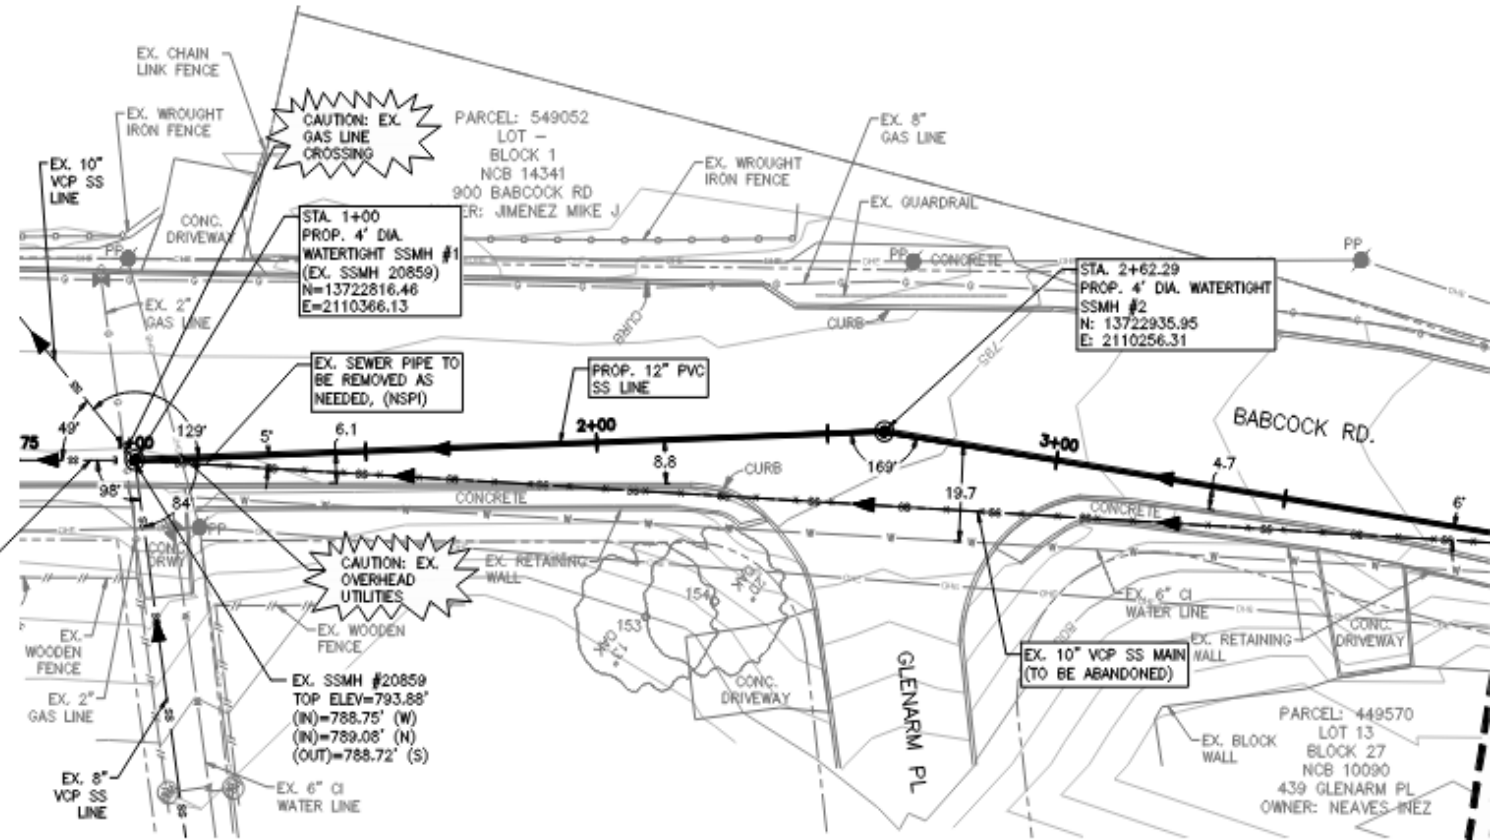 EX. CHAIN
LINK FENCE
EX. WROUGHT
IRON FENCE
CAUTION: EX.
GAS LINE
CROSSING
PARCEL: 549052
LOT –
BLOCK 1
NCB 14341
900 BABCOCK RD
ER: JIMENEZ MIKE J
EX. 8"
GAS LINE
EX. WROUGHT
IRON FENCE
EX. GUARDRAIL
EX. 10"
VCP SS
LINE
CONC.
DRIVEWAY
PP
STA. 1+00
PROP. 4' DIA.
WATERTIGHT SSMH #1
(EX. SSMH 20859)
N=13722816.46
E=2110366.13
PP
CONCRETE
PP
STA. 2+62.29
PROP. 4' DIA. WATERTIGHT
SSMH #2
N: 13722935.95
E: 2110256.31
EX. 2"
GAS LINE
CURB
CURB
795
EX. SEWER PIPE TO
BE REMOVED AS
NEEDED, (NSPI)
PROP. 12" PVC
SS LINE
BABCOCK RD.
75
49'
1+00
129'
5'
6.1
2+00
8.8
169'
3+00
4.7
6'
19.7
98'
84'
CURB
CONCRETE
CONCRETE
PP
CONC.
DRWY
CAUTION: EX.
OVERHEAD
UTILITIES
EX. RETAINING
WALL
154
20"
OAK
153
13"
OAK
EX. 6" CI
WATER LINE
EX. RETAINING
WALL
CONC.
DRIVEWAY
EX.
WOODEN
FENCE
EX. WOODEN
FENCE
EX. 2"
GAS LINE
EX. SSMH #20859
TOP ELEV=793.88'
(IN)=788.75' (W)
(IN)=789.08' (N)
(OUT)=788.72' (S)
CONC.
DRIVEWAY
GLENARM PL
EX. 10" VCP SS MAIN
(TO BE ABANDONED)
EX. BLOCK
WALL
PARCEL: 449570
LOT 13
BLOCK 27
NCB 10090
439 GLENARM PL
OWNER: NEAVES INEZ
EX. 8"
VCP SS
LINE
EX. 6" CI
WATER LINE